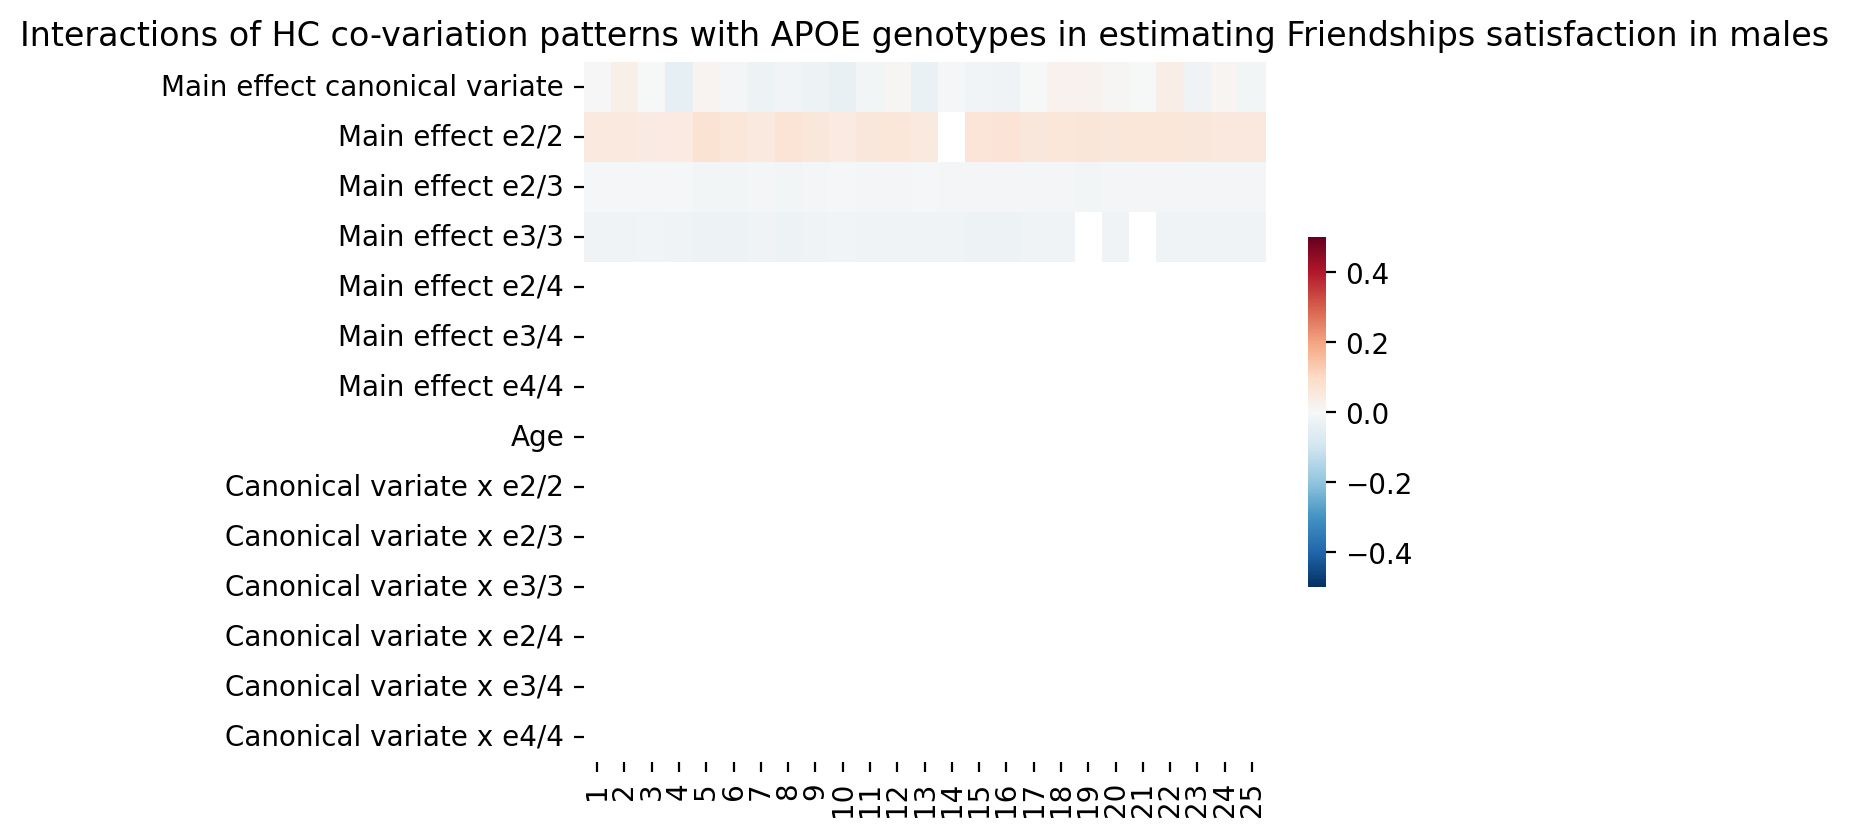 Interactions of HC co-variation patterns with APOE genotypes in estimating Friendships satisfaction in males
Main effect canonical variate
Main effect e2/2
Main effect e2/3
Main effect e3/3
Main effect e2/4
Main effect e3/4
Main effect e4/4
Age
Canonical variate x e2/2
Canonical variate x e2/3
Canonical variate x e3/3
Canonical variate x e2/4
Canonical variate x e3/4
Canonical variate x e4/4
1 2 3 4 5 6 7 8 9 10 11 12 13 14 15 16 17 18 19 20 21 22 23 24 25
0.4
0.2
0.0
−0.2
−0.4